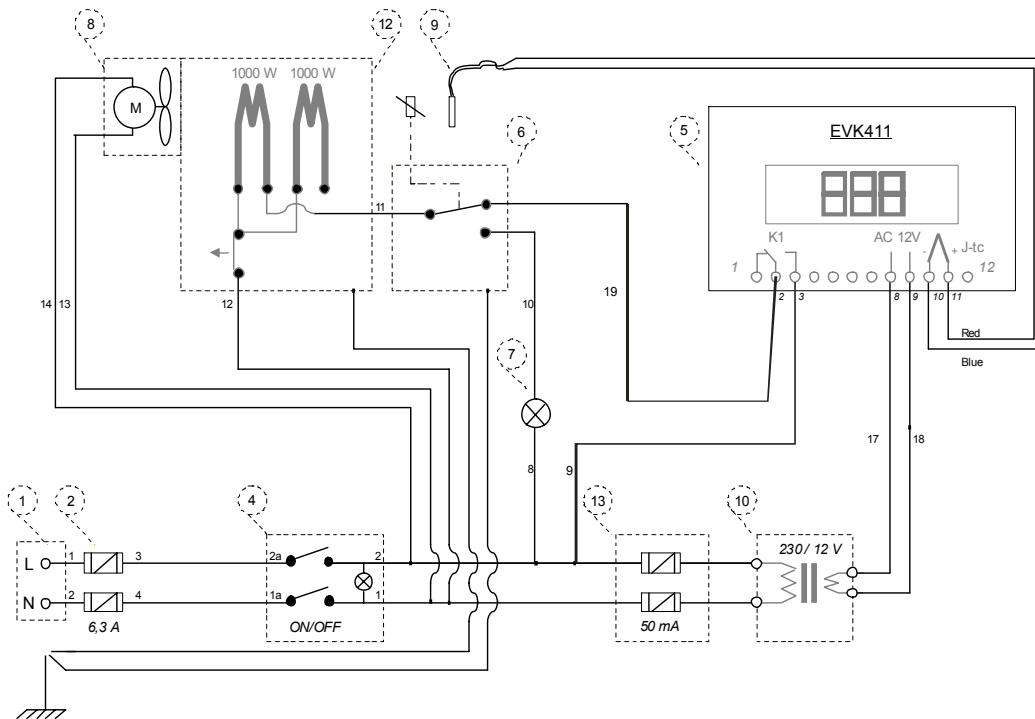 8
12
9
1000 W 1000 W
M
6
5
EVK411
888
K1
AC 12V
- + J-tc
1
12
2 3 8 9 10 11
11
14 13
12
10
19
Red
Blue
7
17
18
8
9
1
2
4
13
10
L 1 3 2a 2
230/ 12 V
N 2 4 1a 1
6,3 A
ON/OFF
50 mA